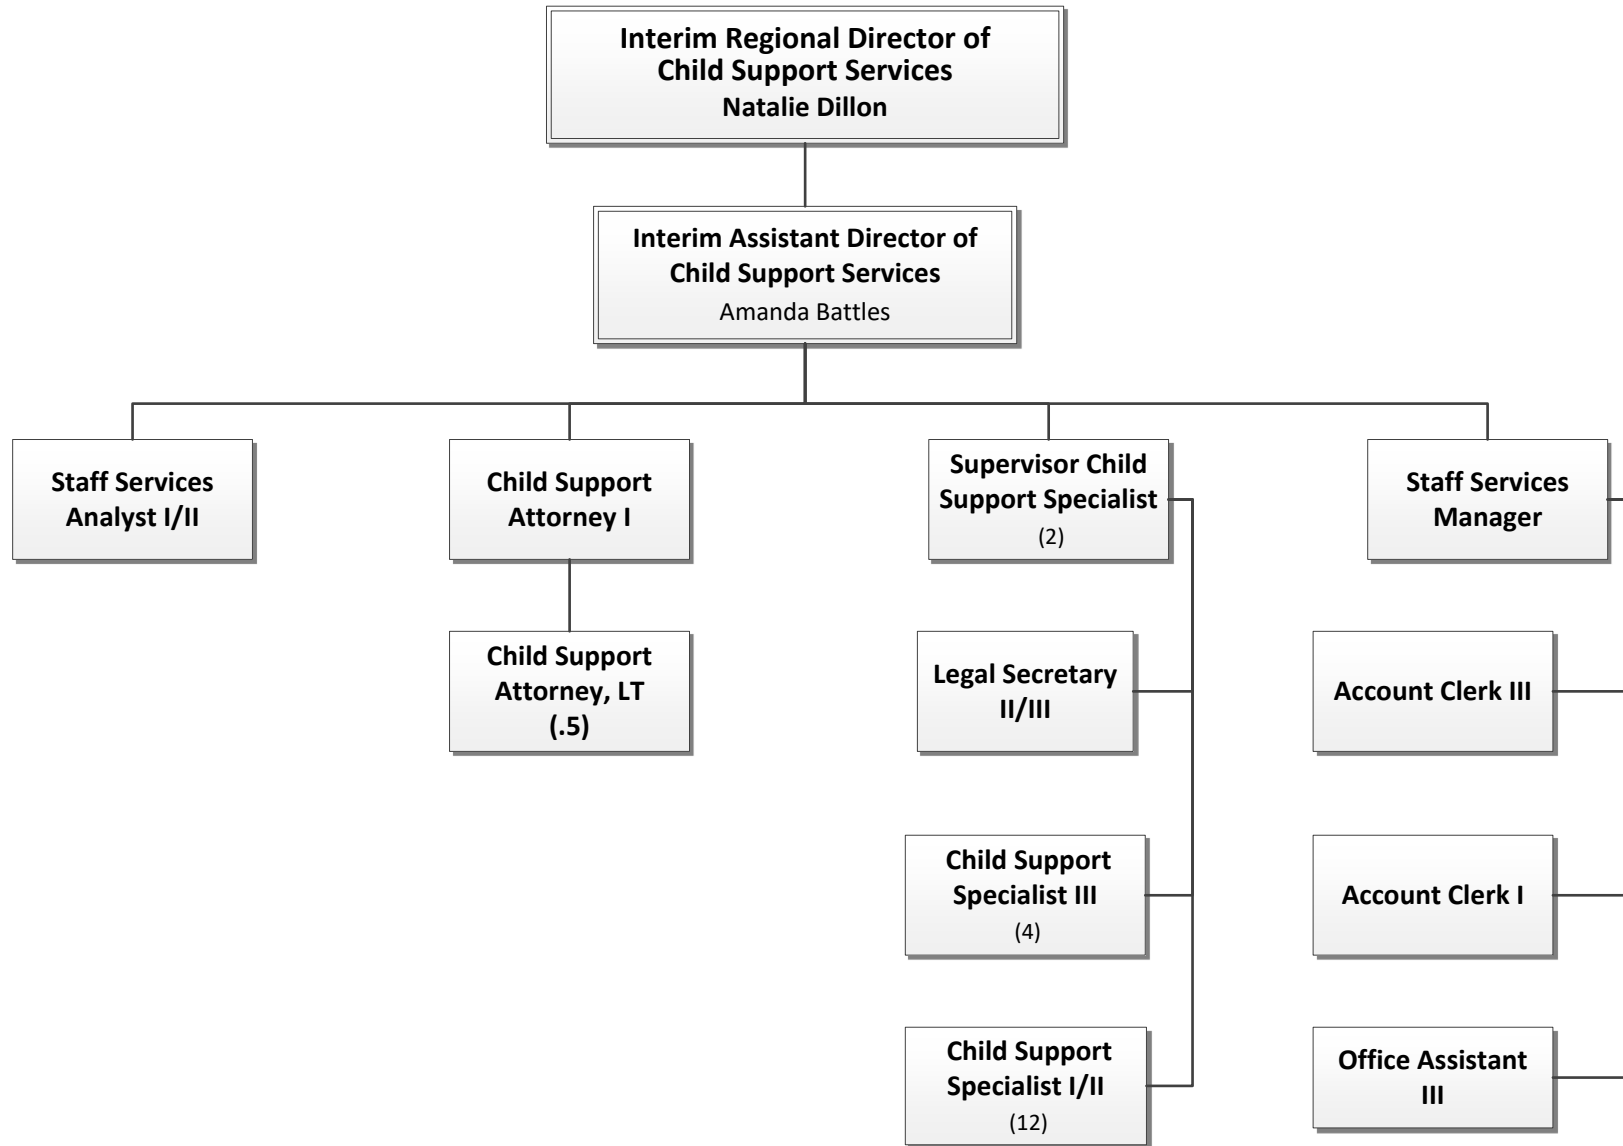 Interim Regional Director of
Child Support Services
Natalie Dillon
Interim Assistant Director of
Child Support Services
Amanda Battles
Staff Services
Analyst I/II
Child Support
Attorney I
Supervisor Child
Support Specialist
(2)
Staff Services
Manager
Child Support
Attorney, LT
(.5)
Legal Secretary
II/III
Account Clerk III
Child Support
Specialist III
(4)
Account Clerk I
Child Support
Specialist I/II
(12)
Office Assistant
III